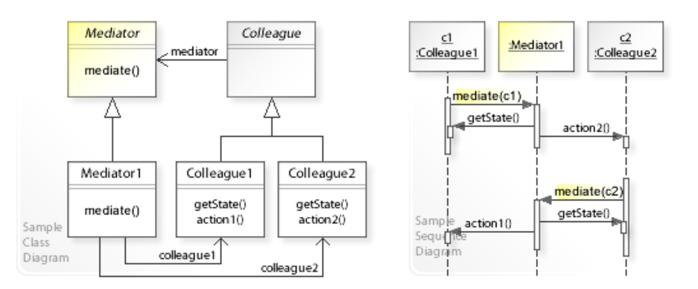 Mediator
mediate()
mediator
Colleague
Mediator1
mediate()
Colleague1
getState()
action1()
Colleague2
getState()
action2()
Sample
Class
Diagram
colleague1
colleague2
c1
:Colleague1
:Mediator1
c2
:Colleague2
mediate(c1)
getState()
action2()
mediate(c2)
getState()
action1()
Sample
Sequence
Diagram